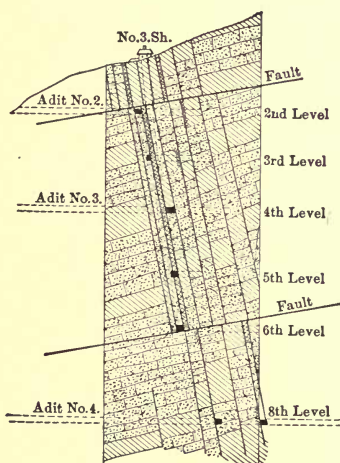 No.3.Sh.
Fault
Adit No.2.
2nd Level
3rd Level
Adit No.3.
4th Level
5th Level
Fault
6th Level
Adit No.4.
8th Level